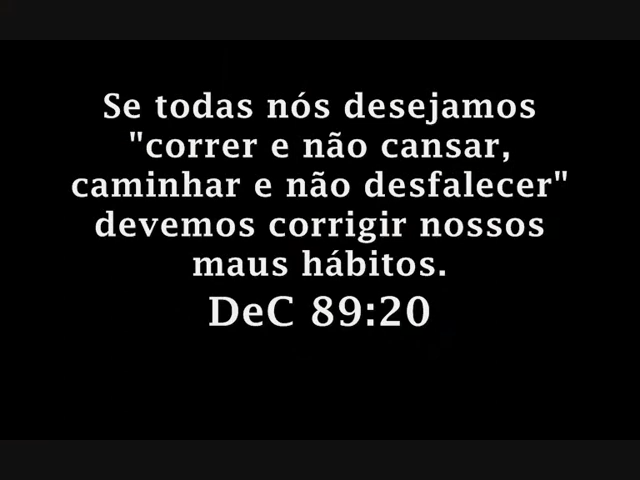 Se todas nós desejamos
"correr e não cansar,
caminhar e não desfalecer"
devemos corrigir nossos
maus hábitos.
DeC 89:20